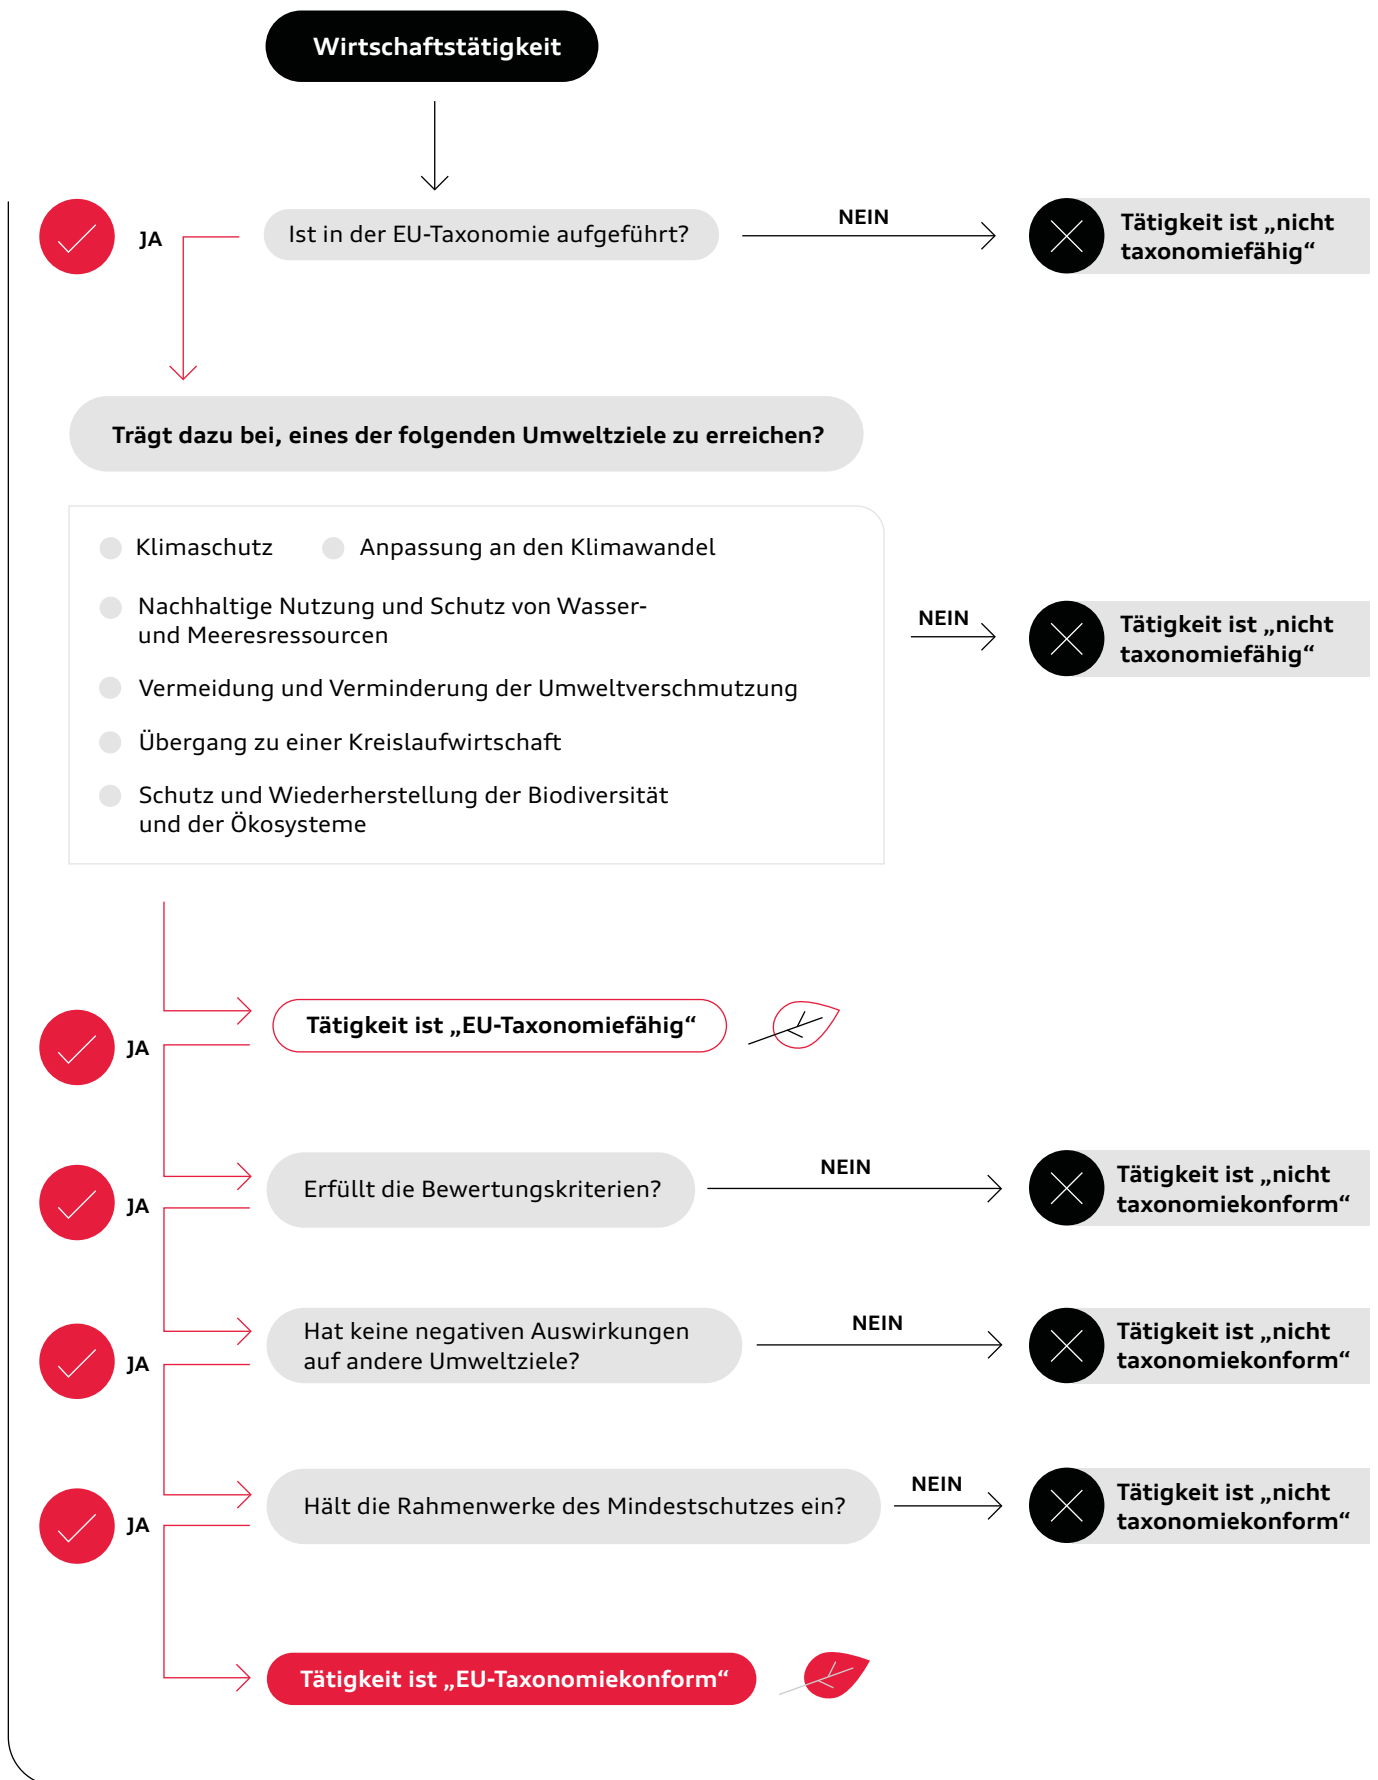 Wirtschaftstätigkeit
JA
Ist in der EU-Taxonomie aufgeführt?
NEIN
Tätigkeit ist „nicht
taxonomiefähig“
Trägt dazu bei, eines der folgenden Umweltziele zu erreichen?
Klimaschutz
Anpassung an den Klimawandel
Nachhaltige Nutzung und Schutz von Wasser-
und Meeresressourcen
Vermeidung und Verminderung der Umweltverschmutzung
Übergang zu einer Kreislaufwirtschaft
Schutz und Wiederherstellung der Biodiversität
und der Ökosysteme
NEIN
Tätigkeit ist „nicht
taxonomiefähig“
JA
Tätigkeit ist „EU-Taxonomiefähig“
JA
Erfüllt die Bewertungskriterien?
NEIN
Tätigkeit ist „nicht
taxonomiekonform“
JA
Hat keine negativen Auswirkungen
auf andere Umweltziele?
NEIN
Tätigkeit ist „nicht
taxonomiekonform“
JA
Hält die Rahmenwerke des Mindestschutzes ein?
NEIN
Tätigkeit ist „nicht
taxonomiekonform“
Tätigkeit ist „EU-Taxonomiekonform“